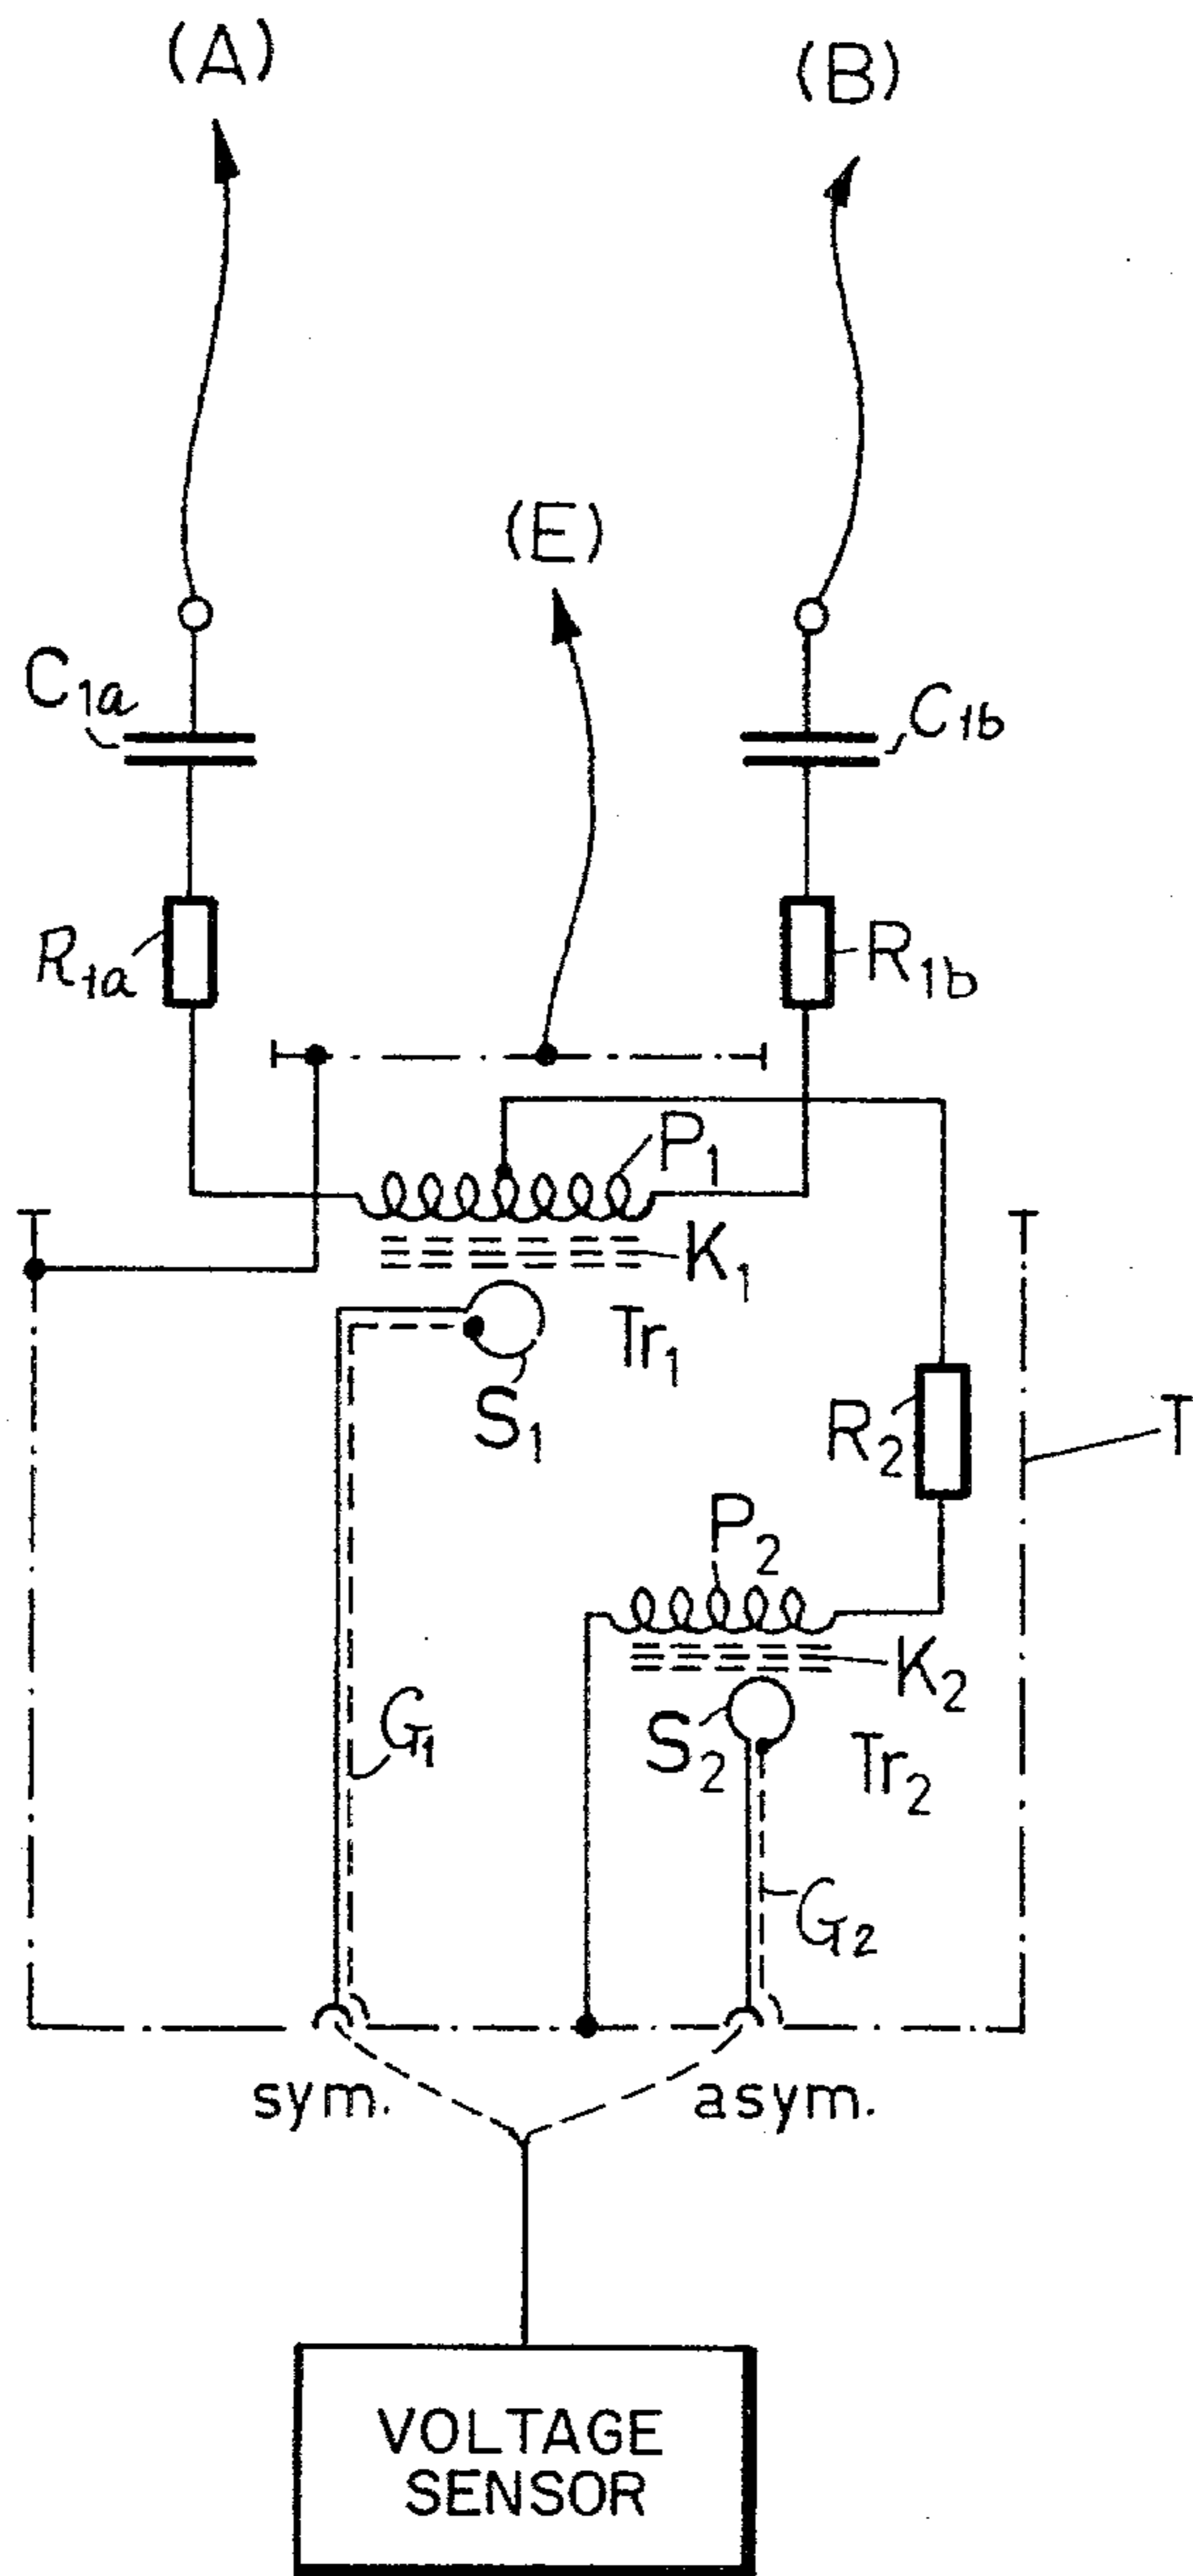 (A)
(B)
(E)
C1a
C1b
R1a
R1b
P1
K1
Tr1
S1
R2
T
P2
K2
S2
Tr2
G1
G2
sym.
asym.
VOLTAGE
SENSOR